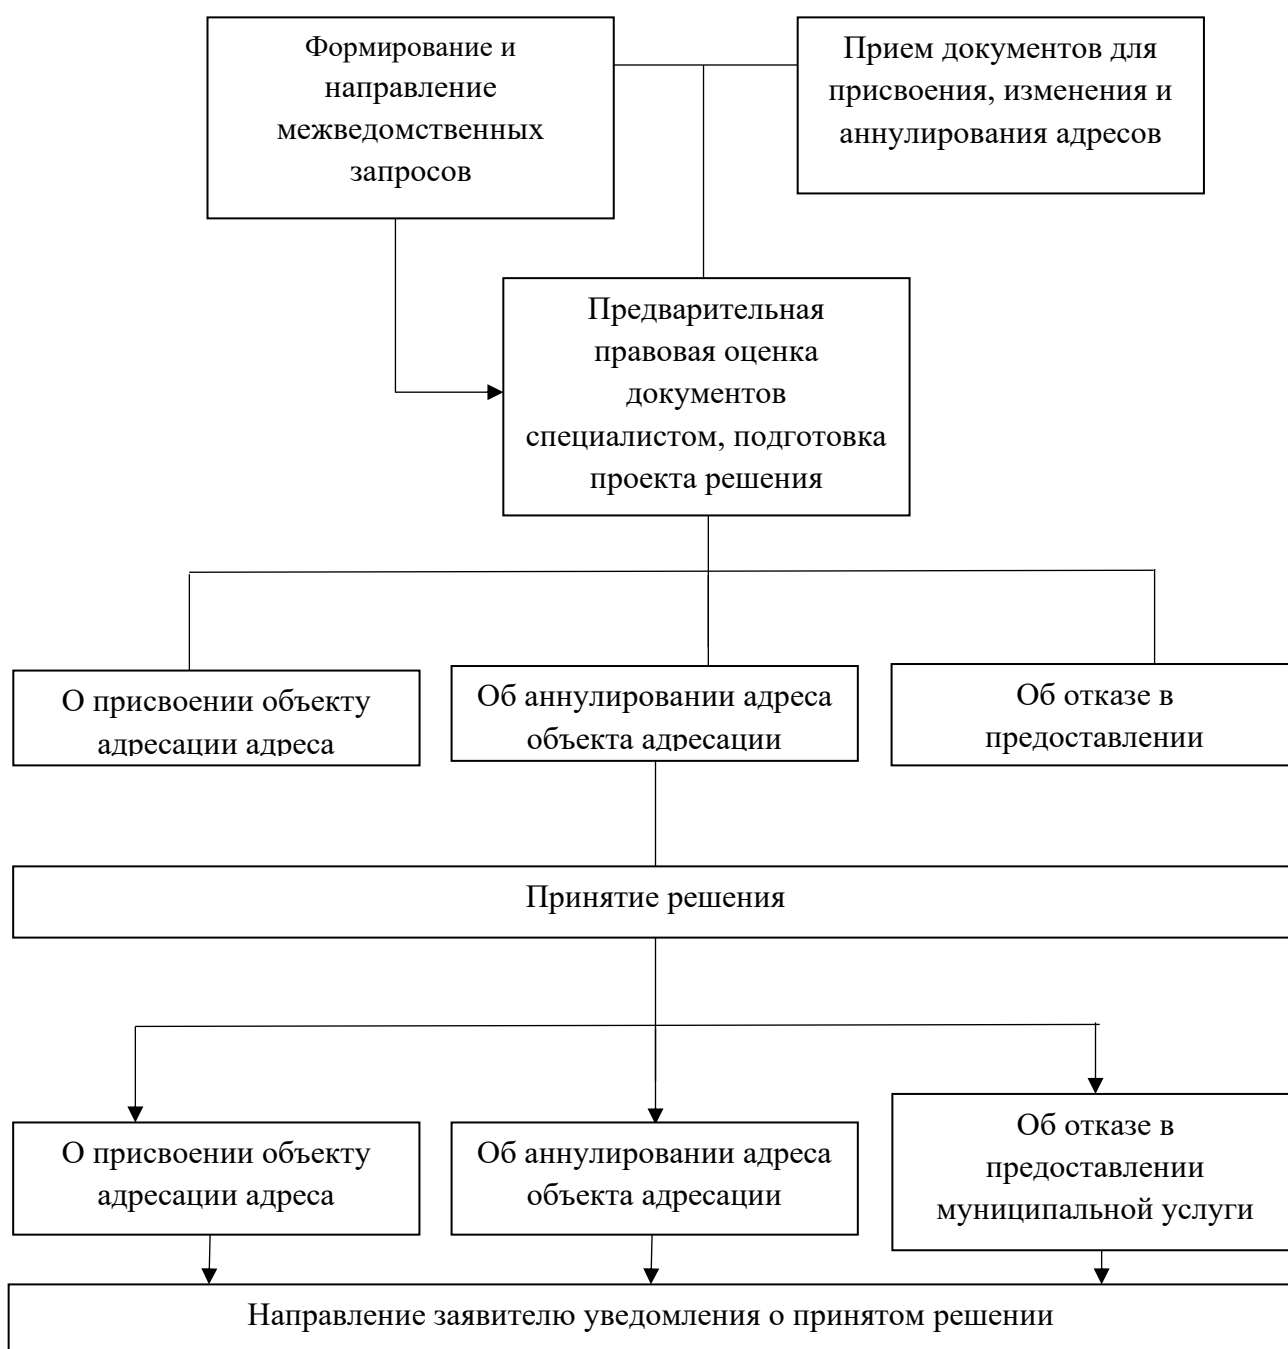 Формирование и
направление
межведомственных
запросов
Прием документов для
присвоения, изменения и
аннулирования адресов
Предварительная
правовая оценка
документов
специалистом, подготовка
проекта решения
О присвоении объекту
адресации адреса
Об аннулировании адреса
объекта адресации
Об отказе в
предоставлении
Принятие решения
О присвоении объекту
адресации адреса
Об аннулировании адреса
объекта адресации
Об отказе в
предоставлении
муниципальной услуги
Направление заявителю уведомления о принятом решении